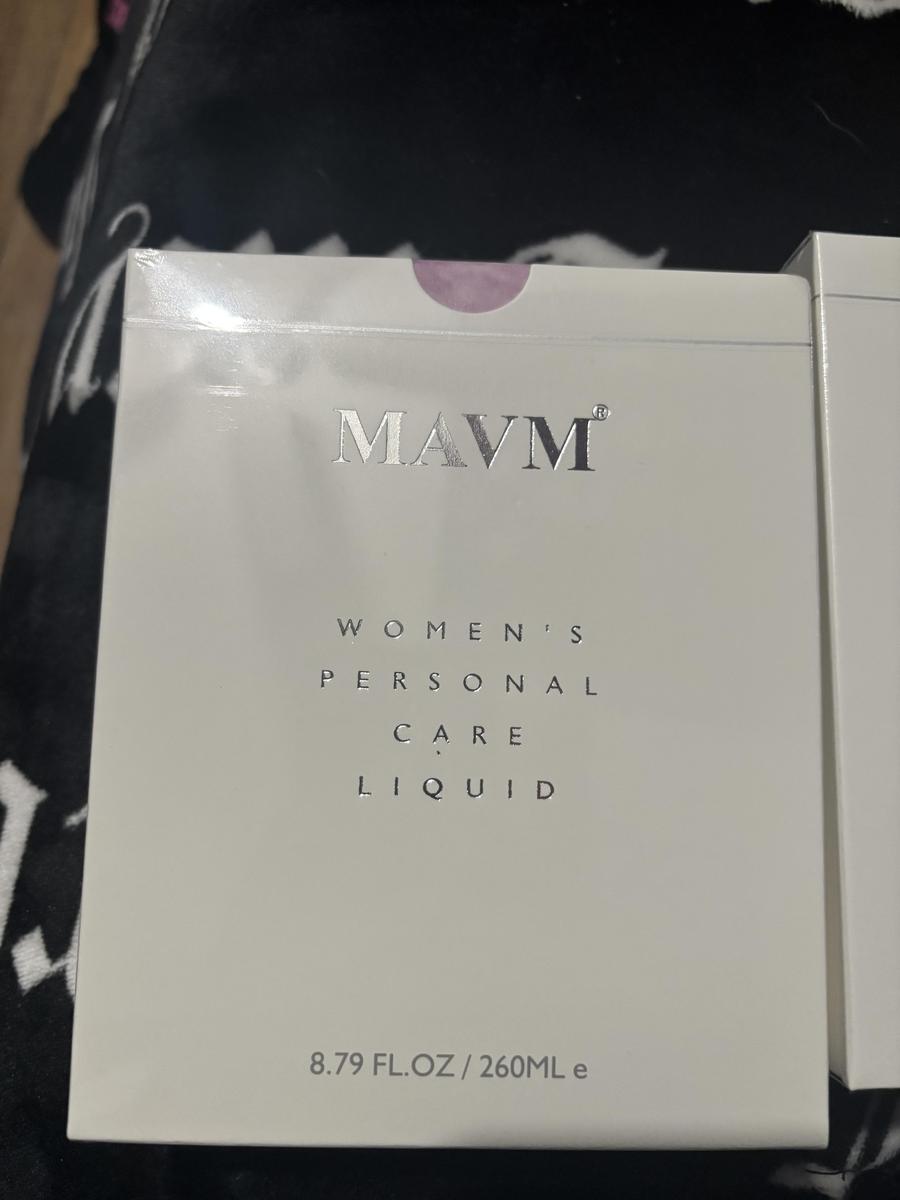 MAVM®
WOMEN'S
PERSONAL
CARE
LIQUID
8.79 FL.OZ / 260ML e